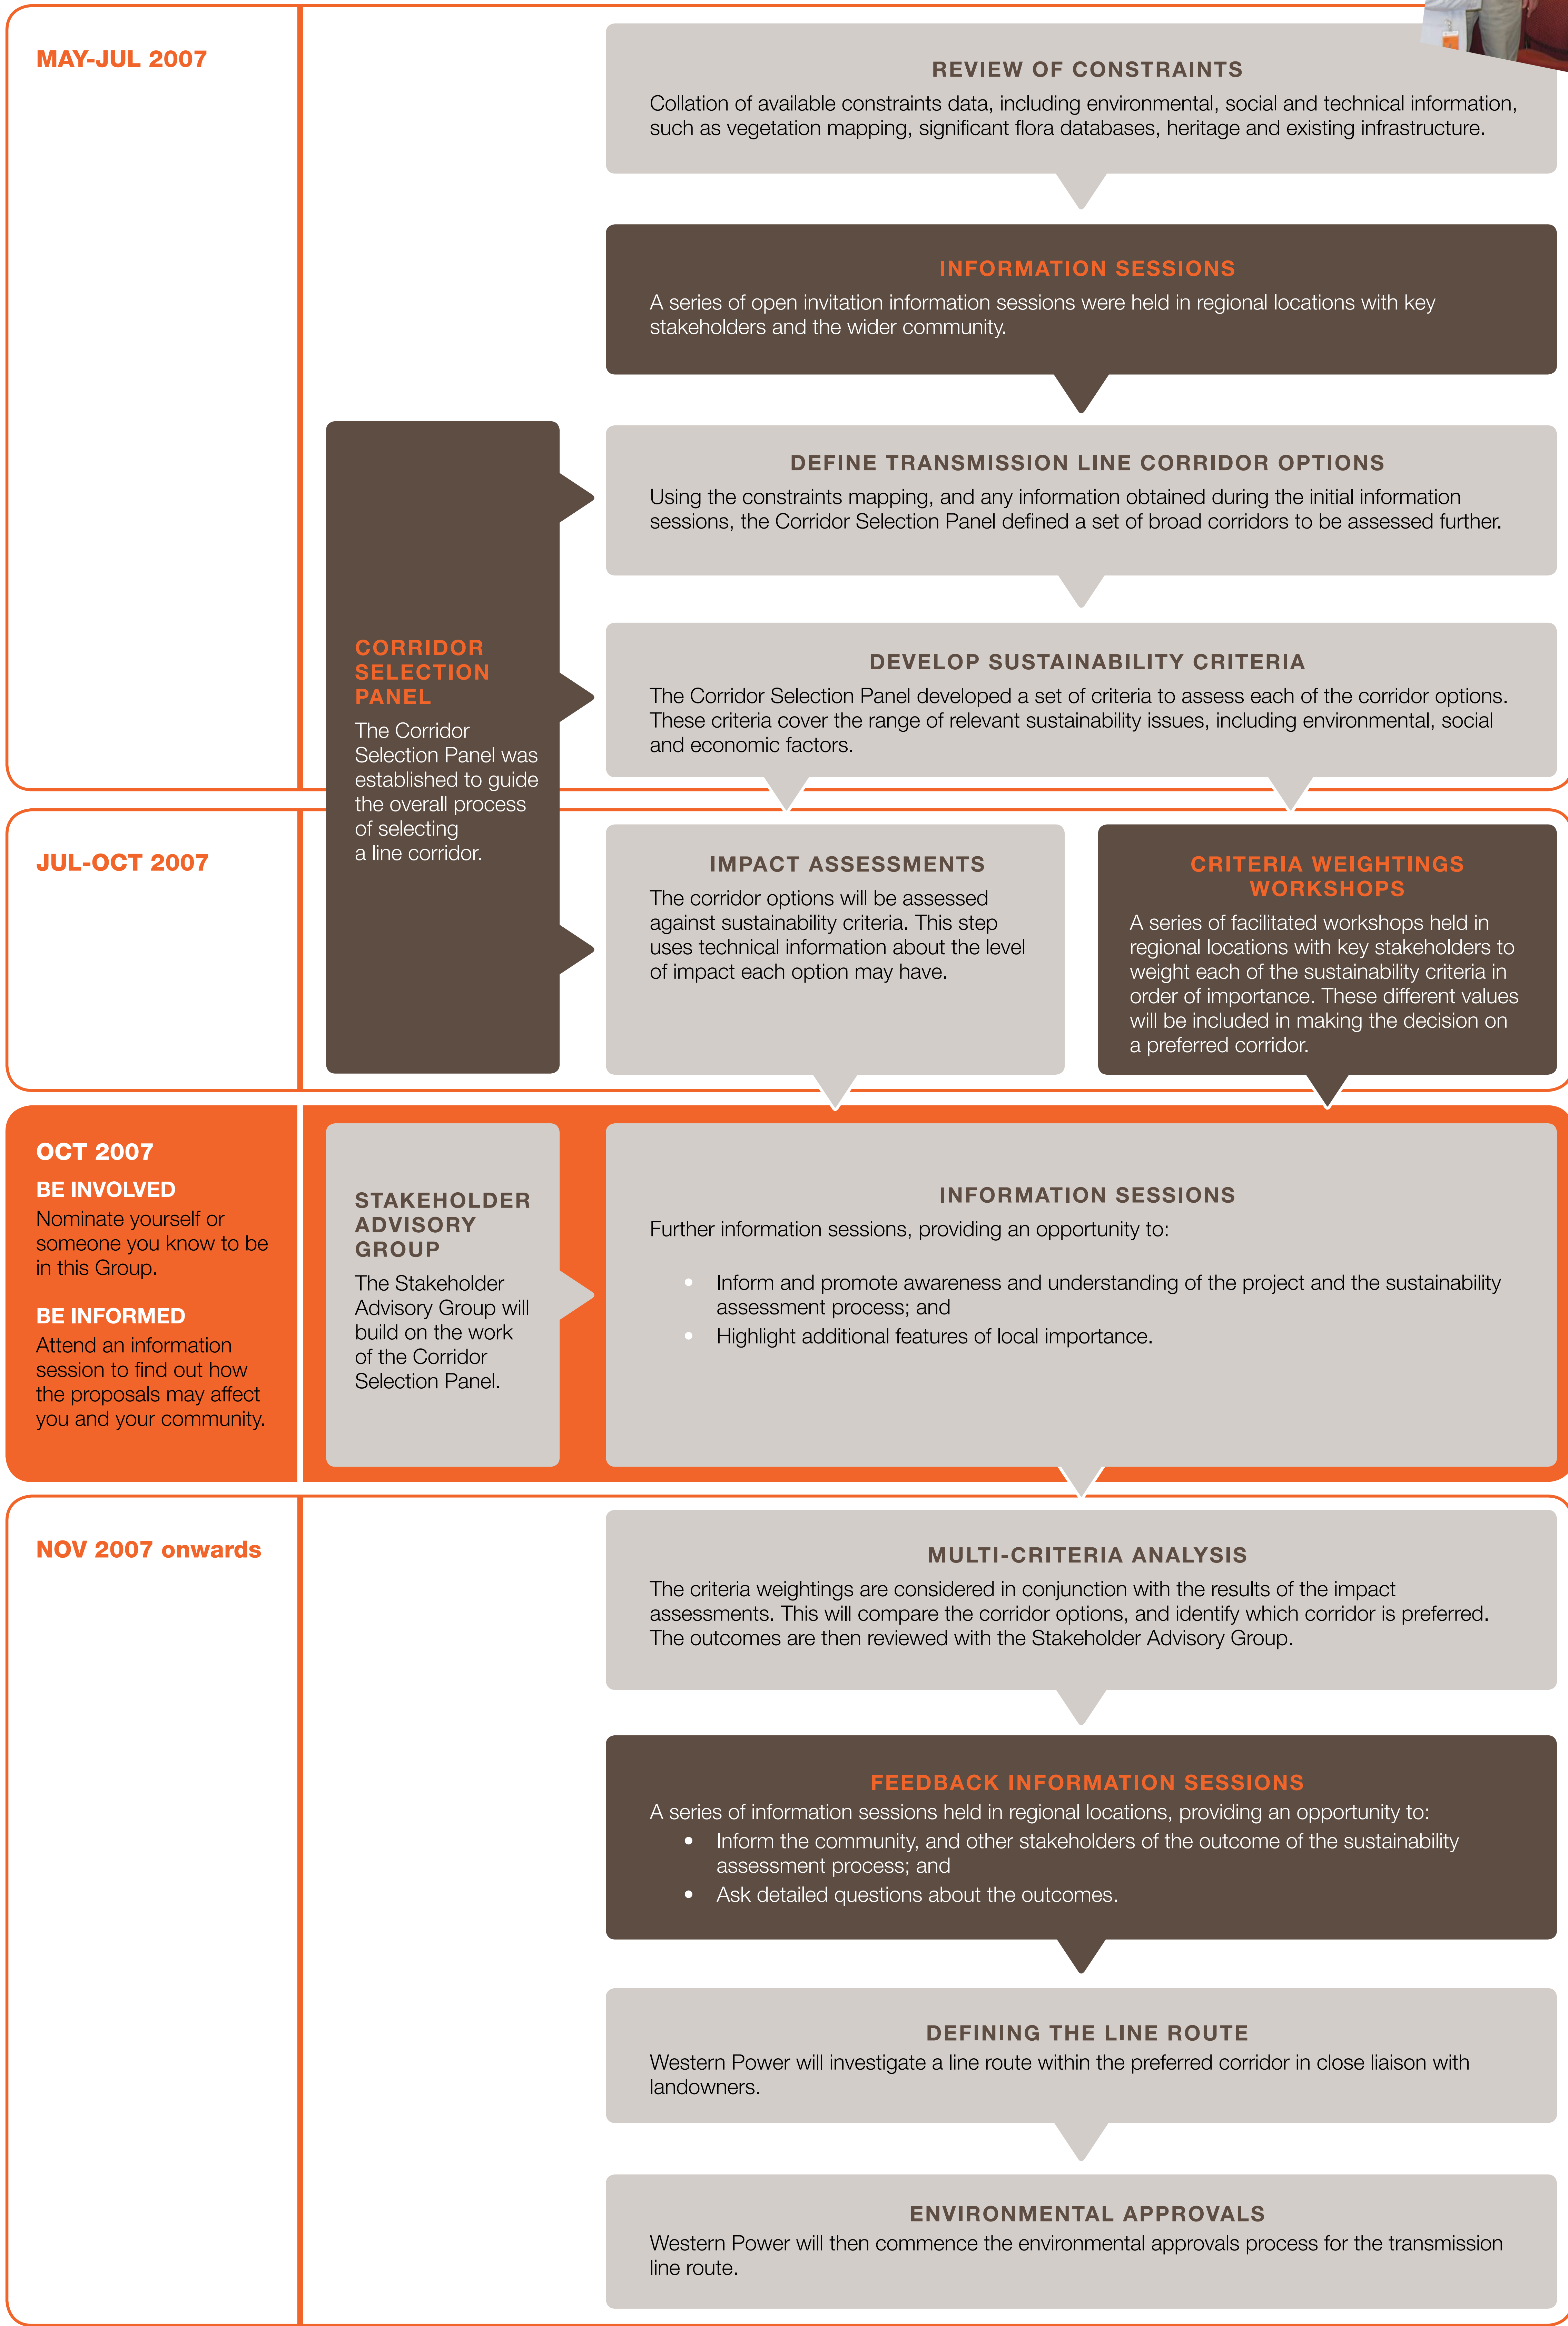 MAY-JUL 2007
REVIEW OF CONSTRAINTS
Collation of available constraints data, including environmental, social and technical information,
such as vegetation mapping, significant flora databases, heritage and existing infrastructure.
INFORMATION SESSIONS
A series of open invitation information sessions were held in regional locations with key
stakeholders and the wider community.
DEFINE TRANSMISSION LINE CORRIDOR OPTIONS
Using the constraints mapping, and any information obtained during the initial information
sessions, the Corridor Selection Panel defined a set of broad corridors to be assessed further.
CORRIDOR
SELECTION
PANEL
The Corridor
Selection Panel was
established to guide
the overall process
of selecting
a line corridor.
DEVELOP SUSTAINABILITY CRITERIA
The Corridor Selection Panel developed a set of criteria to assess each of the corridor options.
These criteria cover the range of relevant sustainability issues, including environmental, social
and economic factors.
JUL-OCT 2007
IMPACT ASSESSMENTS
The corridor options will be assessed
against sustainability criteria. This step
uses technical information about the level
of impact each option may have.
CRITERIA WEIGHTINGS
WORKSHOPS
A series of facilitated workshops held in
regional locations with key stakeholders to
weight each of the sustainability criteria in
order of importance. These different values
will be included in making the decision on
a preferred corridor.
OCT 2007
BE INVOLVED
Nominate yourself or
someone you know to be
in this Group.
BE INFORMED
Attend an information
session to find out how
the proposals may affect
you and your community.
STAKEHOLDER
ADVISORY
GROUP
The Stakeholder
Advisory Group will
build on the work
of the Corridor
Selection Panel.
INFORMATION SESSIONS
Further information sessions, providing an opportunity to:
• Inform and promote awareness and understanding of the project and the sustainability
assessment process; and
• Highlight additional features of local importance.
NOV 2007 onwards
MULTI-CRITERIA ANALYSIS
The criteria weightings are considered in conjunction with the results of the impact
assessments. This will compare the corridor options, and identify which corridor is preferred.
The outcomes are then reviewed with the Stakeholder Advisory Group.
FEEDBACK INFORMATION SESSIONS
A series of information sessions held in regional locations, providing an opportunity to:
• Inform the community, and other stakeholders of the outcome of the sustainability
assessment process; and
• Ask detailed questions about the outcomes.
DEFINING THE LINE ROUTE
Western Power will investigate a line route within the preferred corridor in close liaison with
landowners.
ENVIRONMENTAL APPROVALS
Western Power will then commence the environmental approvals process for the transmission
line route.